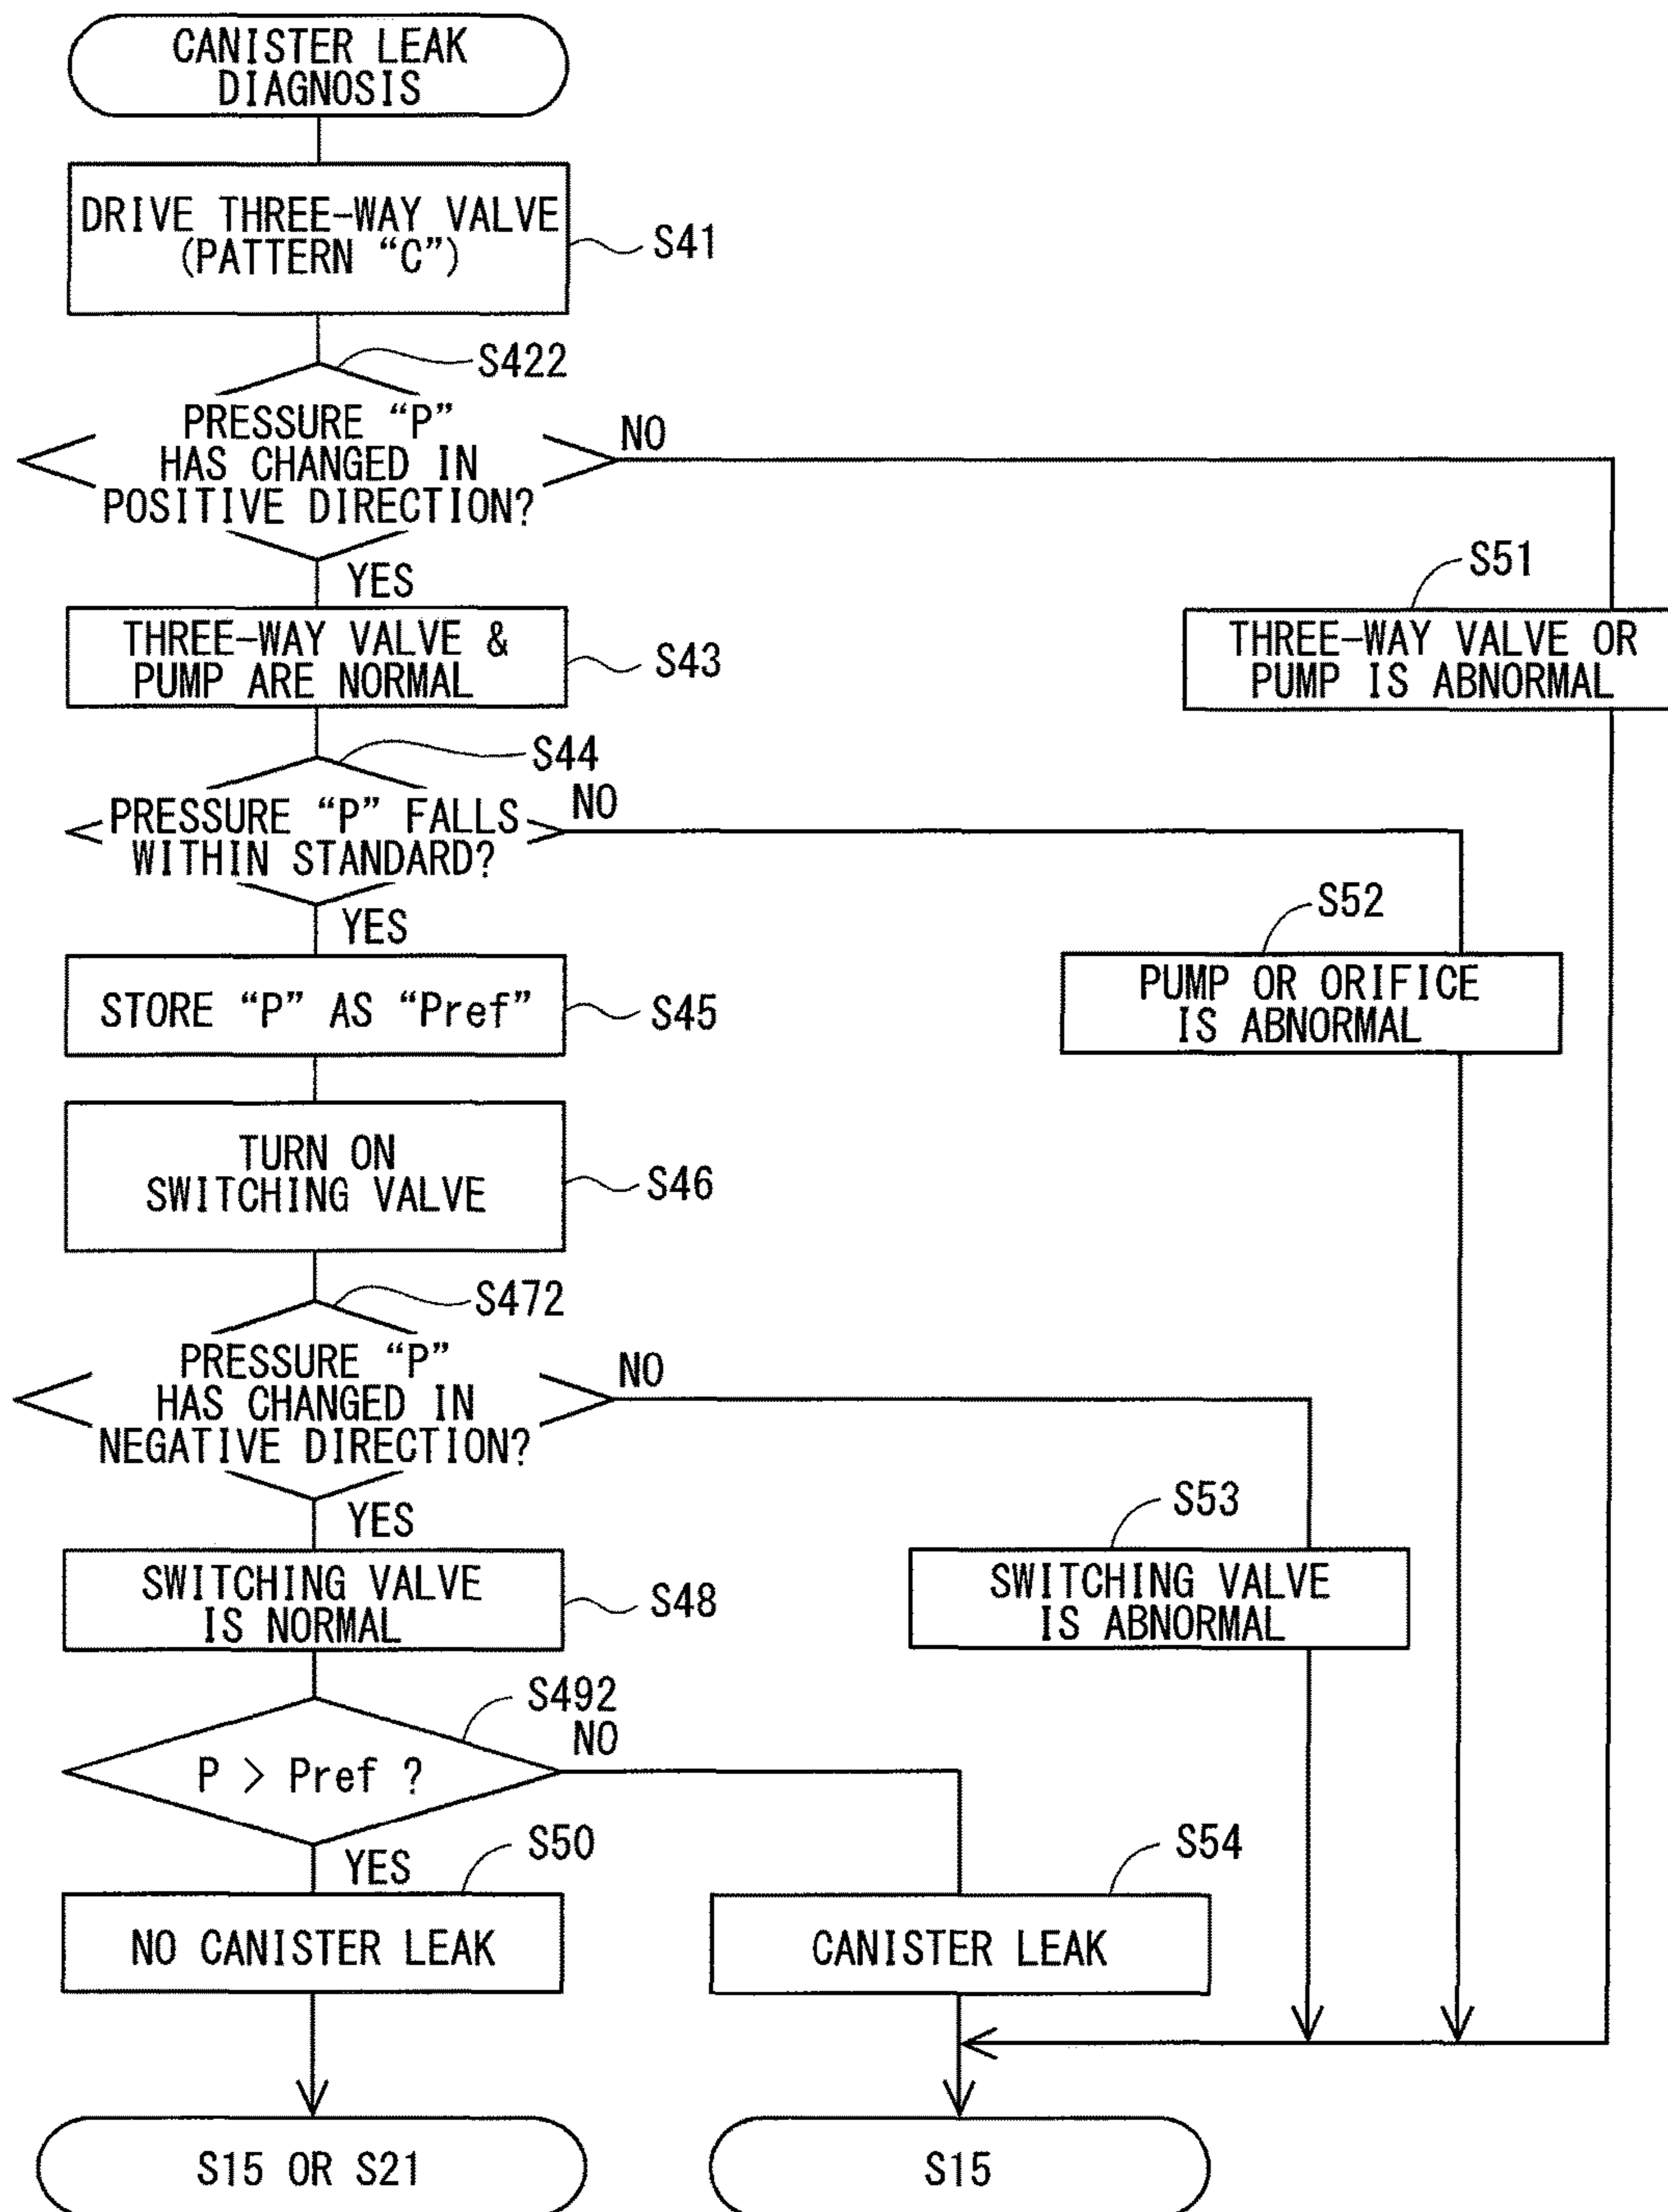 CANISTER LEAK
DIAGNOSIS
DRIVE THREE-WAY VALVE
(PATTERN “C”)
S41
S422
PRESSURE “P”
HAS CHANGED IN
POSITIVE DIRECTION?
NO
YES
S51
THREE-WAY VALVE &
PUMP ARE NORMAL
S43
THREE-WAY VALVE OR
PUMP IS ABNORMAL
S44
PRESSURE “P” FALLS
WITHIN STANDARD?
NO
YES
S52
STORE “P” AS “Pref”
S45
PUMP OR ORIFICE
IS ABNORMAL
TURN ON
SWITCHING VALVE
S46
S472
PRESSURE “P”
HAS CHANGED IN
NEGATIVE DIRECTION?
NO
YES
S53
SWITCHING VALVE
IS NORMAL
S48
SWITCHING VALVE
IS ABNORMAL
S492
NO
P > Pref ?
YES
S50
S54
NO CANISTER LEAK
CANISTER LEAK
S15 OR S21
S15